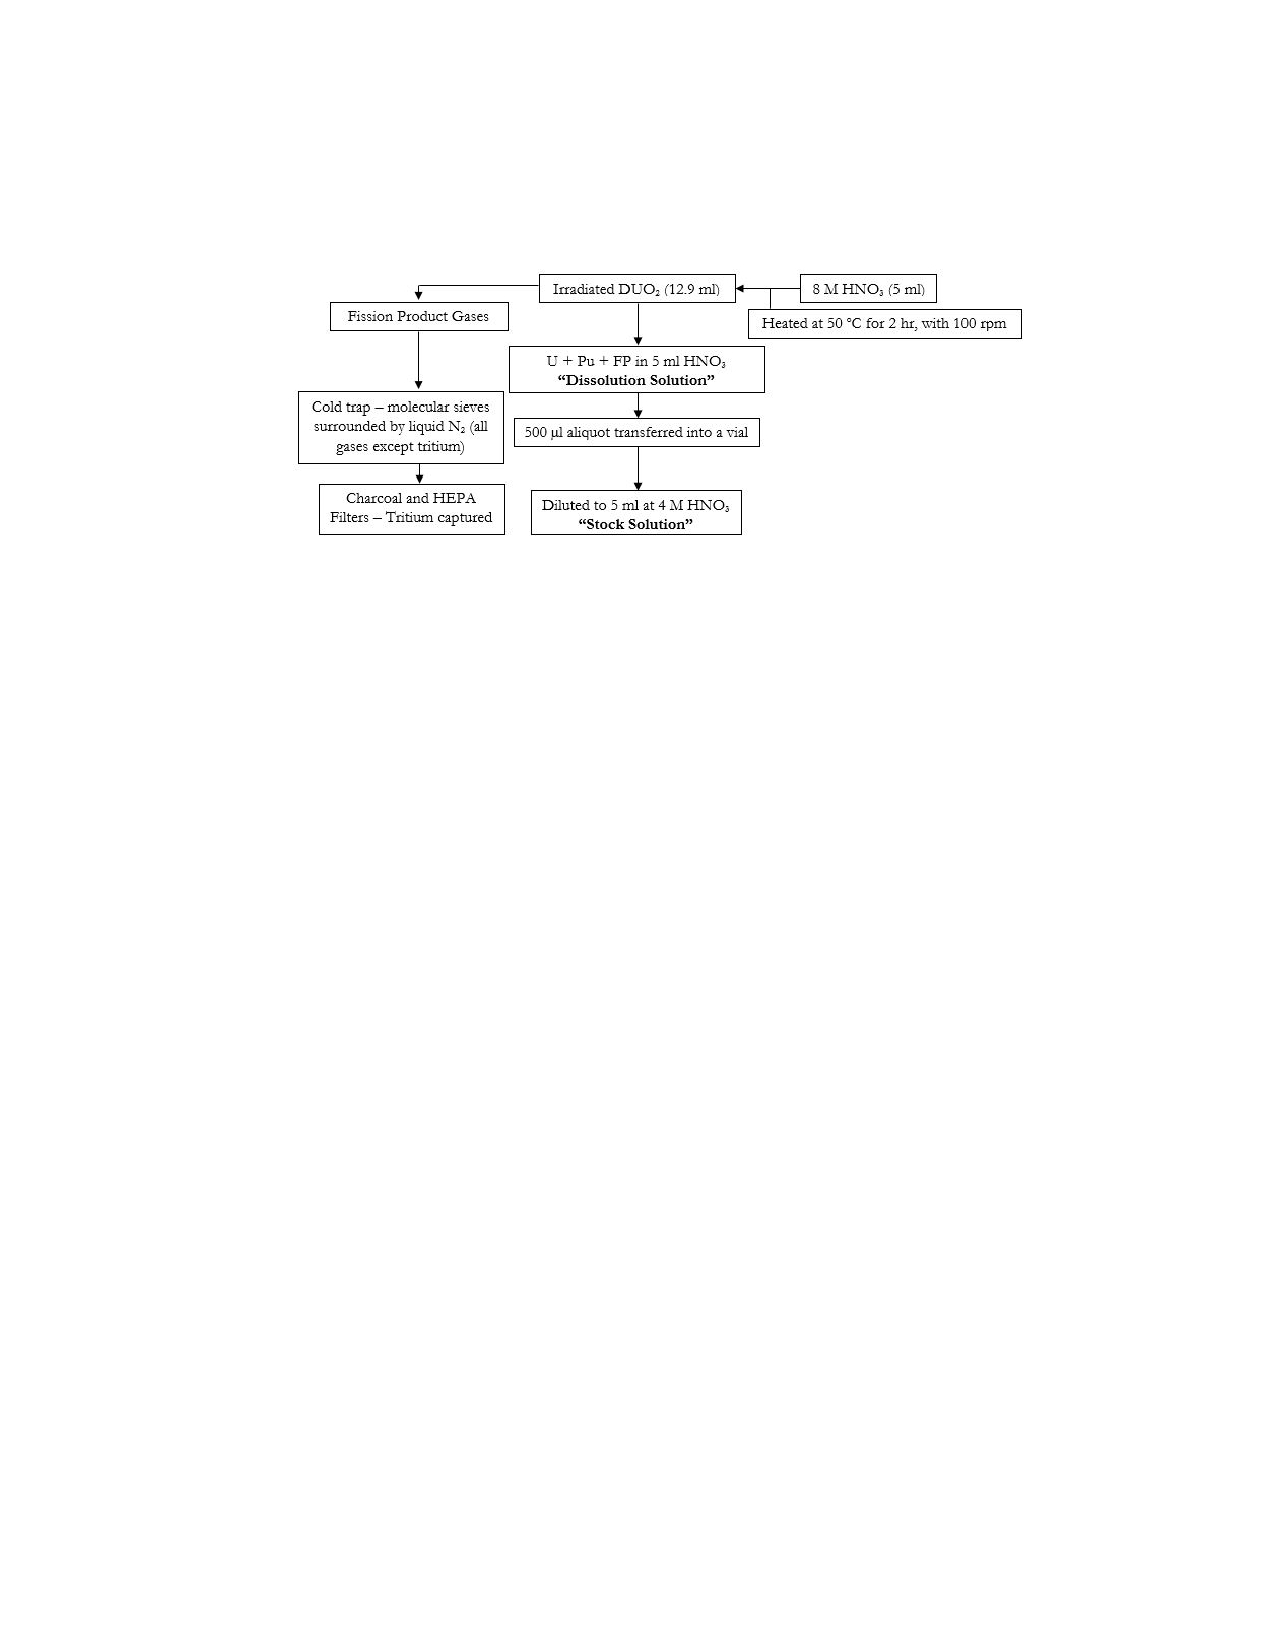 Irradiated DUO₂ (12.9 ml)
8 M HNO₃ (5 ml)
Fission Product Gases
Heated at 50 °C for 2 hr, with 100 rpm
U + Pu + FP in 5 ml HNO₃
“Dissolution Solution”
Cold trap – molecular sieves
surrounded by liquid N₂ (all
gases except tritium)
500 µl aliquot transferred into a vial
Charcoal and HEPA
Filters – Tritium captured
Diluted to 5 ml at 4 M HNO₃
“Stock Solution”